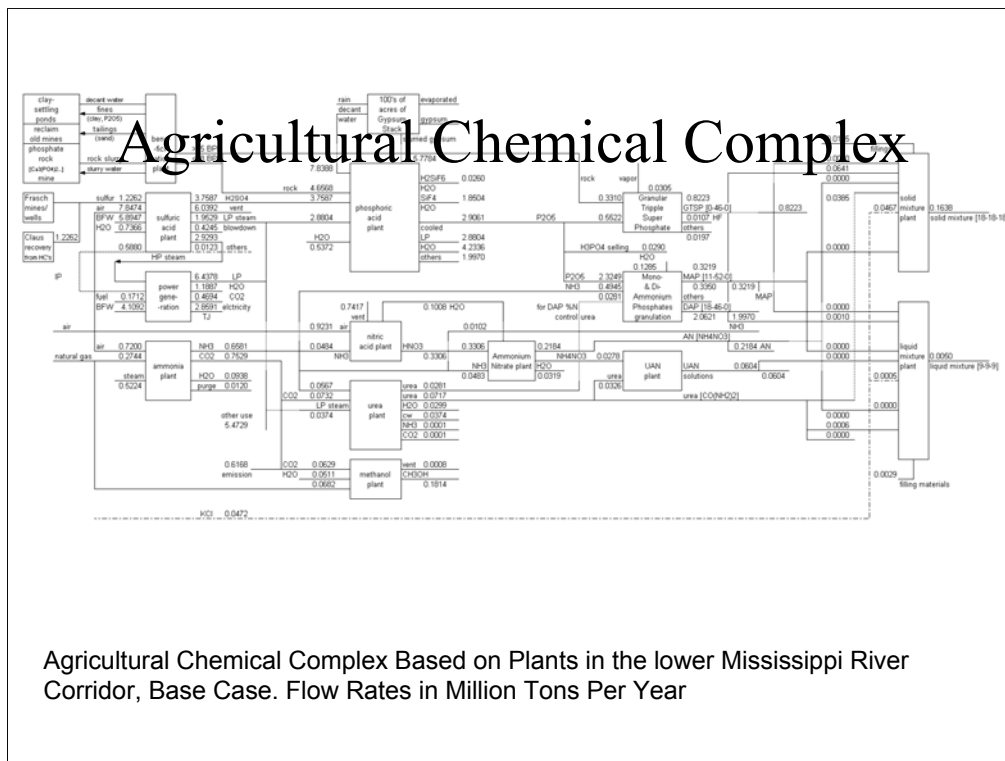 Agricultural Chemical Complex
clay-
settling
ponds
reclaim
old mines
phosphate
rock
[Ca3(PO4)2..]
mine
decant water
fines
(clay, P2O5)
tailings
(sand)
rock slurry
slurry water
rain
decant
water
100's of
acres of
Gypsum
Stack
evaporated
gypsum
rock 4.6568
7.8388
3.7587
2.8804
H2O
0.5372
phosphoric
acid
plant
H2SiF6 0.0260
H2O
SiF4 1.8504
H2O
2.9061
cooled
LP 2.8804
H2O 4.2336
others 1.9970
P2O5 0.5522
rock vapor
0.3310 0.0305
Granular
Tripple
Super
Phosphate
0.8223
GTSP [0-46-0]
0.0107 HF
others
0.0197
0.8223
0.0000
0.0641
0.0000
0.0385
0.0467
solid
mixture
plant
0.1638
solid mixture [18-18-18]
Frasch
mines/
wells
Claus
recovery
from HC's
1.2262
sulfur 1.2262
air 7.8474
BFW 5.8947
H2O 0.7366
0.5880
sulfuric
acid
plant
3.7587 H2SO4
6.0392 vent
1.9529 LP steam
0.4245 blowdown
2.9293
0.0123 others
HP steam
IP
fuel 0.1712
BFW 4.1092
power
gene-
-ration
6.4378 LP
1.1887 H2O
0.4694 CO2
2.8591 elctricity
TJ
H3PO4 selling 0.0290
H2O
0.1285 0.3219
P2O5 2.3249
NH3 0.4945
0.0281
Mono-
& Di-
Ammonium
Phosphates
granulation
MAP [11-52-0]
0.3350 0.3219
others MAP
DAP [18-46-0]
2.0621 1.9970
0.0000
0.0000
0.0010
for DAP %N
control urea
0.7417
vent
air
0.9231 air
0.0484
NH3
nitric
acid plant
HNO3
0.3306
0.1008 H2O
0.0102
0.3306
NH3
0.0483
Ammonium
Nitrate plant
0.2184
NH4NO3 0.0278
H2O
0.0319
NH3
AN [NH4NO3]
0.2184 AN
0.0000
urea
0.0326
UAN
plant
UAN 0.0604
solutions 0.0604
0.0000
0.0005
liquid
mixture
plant
0.0050
liquid mixture [9-9-9]
air 0.7200
natural gas 0.2744
steam
0.5224
ammonia
plant
NH3 0.6581
CO2 0.7529
H2O 0.0938
purge 0.0120
other use
5.4729
0.0567
CO2 0.0732
LP steam
0.0374
urea
plant
urea 0.0281
urea 0.0717
H2O 0.0299
cw 0.0374
NH3 0.0001
CO2 0.0001
urea [CO(NH2)2]
0.0000
0.0000
0.0006
0.0000
0.6168 CO2 0.0629
emission H2O 0.0511
0.0682
methanol
plant
vent 0.0008
CH3OH
0.1814
0.0029
filling materials
KCl 0.0472
Agricultural Chemical Complex Based on Plants in the lower Mississippi River
Corridor, Base Case. Flow Rates in Million Tons Per Year